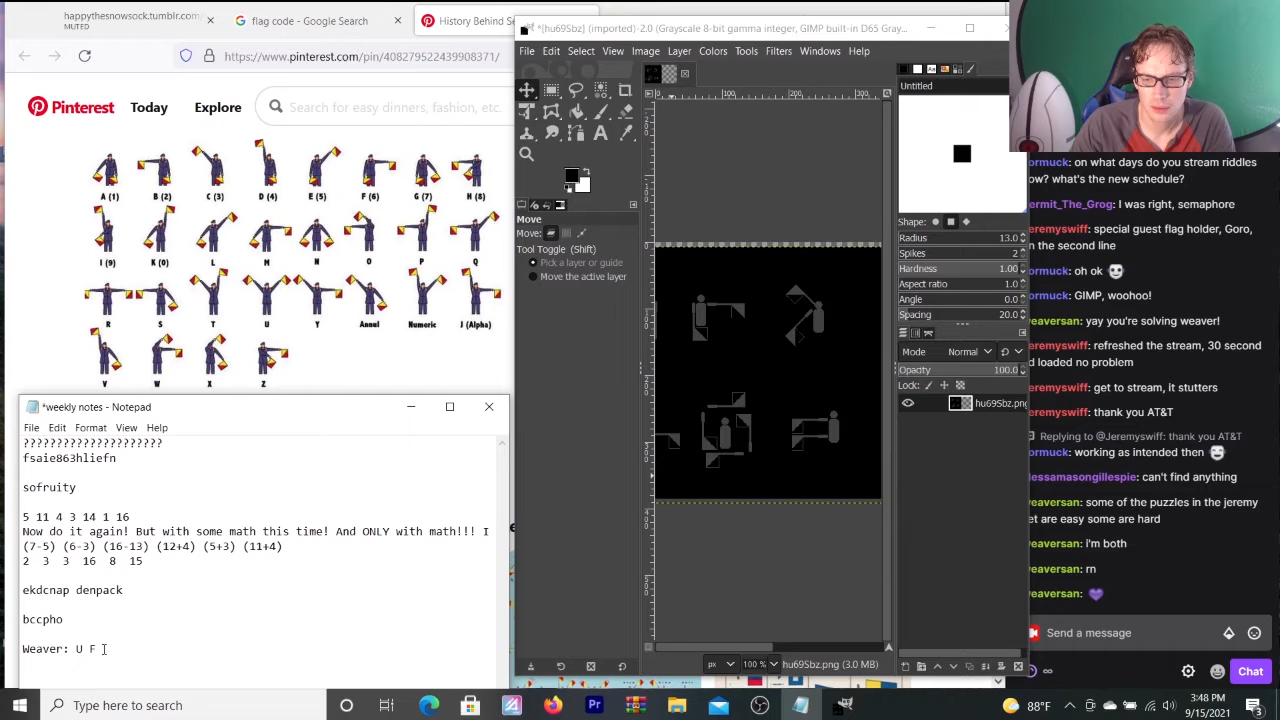 happythesnowsock.tumblr.com
MUTED
flag code - Google Search
History Behind S
https://www.pinterest.com/pin/408279522439908371/
Pinterest
Today
Explore
Search for easy dinners, fashion, etc.
A (1) B (2) C (3) D (4) E (5) F (6) G (7) H (8)
I (9) K (0) L M N O P Q
R S T U Y Annul Numeric J (Alpha)
V W X Z
*weekly notes - Notepad
File Edit Format View Help
?????????????????????
fsaie863hliefn
sofruity
5 11 4 3 14 1 16
Now do it again! But with some math this time! And ONLY with math!!! I
(7-5) (6-3) (16-13) (12+4) (5+3) (11+4)
2 3 3 16 8 15
ekdcnap denpack
bccpho
Weaver: U F
*[hu69Sbz] (imported)-2.0 (Grayscale 8-bit gamma integer, GIMP built-in D65 Gray...
File Edit Select View Image Layer Colors Tools Filters Windows Help
Move
Move:
Tool Toggle (Shift)
Pick a layer or guide
Move the active layer
px
100 %
hu69Sbz.png (3.0 MB)
Untitled
Shape:
Radius 13.0
Spikes 2
Hardness 1.00
Aspect ratio 1.0
Angle 0.0
Spacing 20.0
Mode Normal
Opacity 100.0
Lock:
hu69Sbz.pn
ormuck: on what days do you stream riddles
ow? what's the new schedule?
ermit_The_Grog: I was right, semaphore
eremyswiff: special guest flag holder, Goro,
n the second line
ormuck: oh ok
ormuck: GIMP, woohoo!
eaversan: yay you're solving weaver!
eremyswiff: refreshed the stream, 30 second
d loaded no problem
eremyswiff: get to stream, it stutters
eremyswiff: thank you AT&T
Replying to @Jeremyswiff: thank you AT&T
ormuck: working as intended then
essamasongillespie: can't find anything
eaversan: some of the puzzles in the jeremy
et are easy some are hard
eaversan: i'm both
eaversan: rn
eaversan:
Send a message
Chat
Type here to search
88°F
3:48 PM
9/15/2021